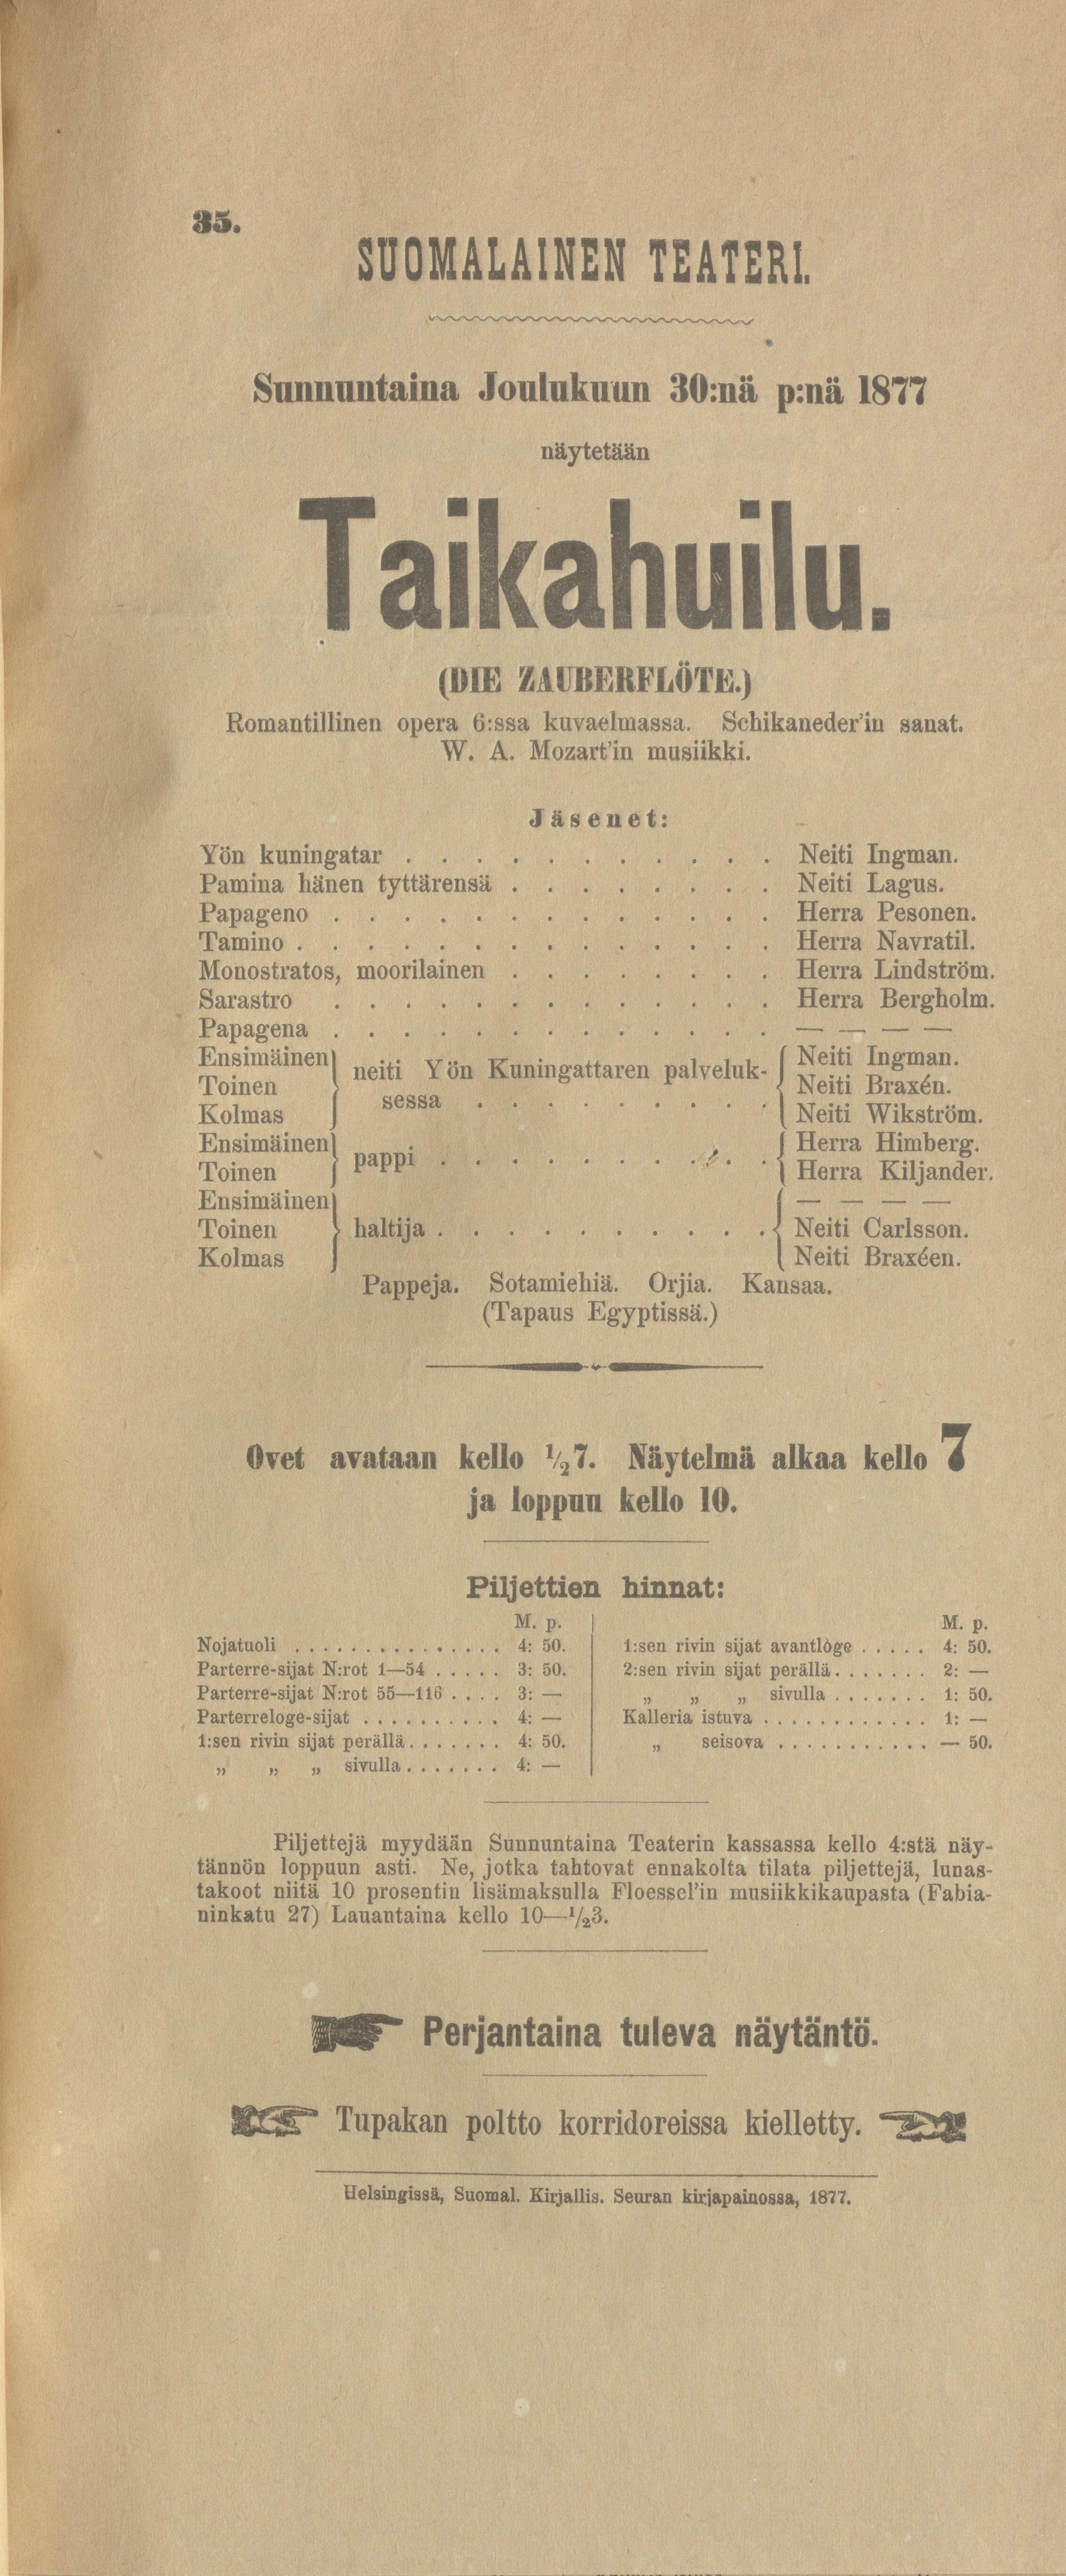 35.
SUOMALAINEN TEATERI.
Sunnuntaina Joulukuun 30:nä p:nä 1877
näytetään
Taikahuilu.
(DIE ZAUBERFLÖTE.)
Romantillinen opera 6:ssa kuvaelmassa. Schikaneder'in sanat.
W. A. Mozart'in musiikki.
Jäsenet:
Yön kuningatar . . . . . . . . . . . Neiti Ingman.
Pamina hänen tyttärensä . . . . . . . . Neiti Lagus.
Papageno . . . . . . . . . . . . . Herra Pesonen.
Tamino . . . . . . . . . . . . . . Herra Navratil.
Monostratos, moorilainen . . . . . . . . Herra Lindström.
Sarastro . . . . . . . . . . . . . Herra Bergholm.
Papagena . . . . . . . . . . . . . — — — —
Ensimäinen } neiti Yön Kuningattaren palveluk- { Neiti Ingman.
Toinen } sessa . . . . . . . . . { Neiti Braxén.
Kolmas } { Neiti Wikström.
Ensimäinen } pappi . . . . . . . . . . { Herra Himberg.
Toinen } { Herra Kiljander.
Ensimäinen } { — — — —
Toinen } haltija . . . . . . . . . . { Neiti Carlsson.
Kolmas } { Neiti Braxéen.
Pappeja. Sotamiehiä. Orjia. Kansaa.
(Tapaus Egyptissä.)
Ovet avataan kello 1/2 7. Näytelmä alkaa kello 7
ja loppuu kello 10.
Piljettien hinnat:
M. p.
Nojatuoli . . . . . . . . . . . . . . . 4: 50.
Parterre-sijat N:rot 1—54 . . . . . 3: 50.
Parterre-sijat N:rot 55—116 . . . . 3: —
Parterreloge-sijat . . . . . . . . . . 4: —
1:sen rivin sijat perällä . . . . . . . 4: 50.
„ „ „ sivulla . . . . . . . 4: —
M. p.
1:sen rivin sijat avantlòge . . . . . 4: 50.
2:sen rivin sijat perällä . . . . . . . 2: —
„ „ „ sivulla . . . . . . . 1: 50.
Kalleria istuva . . . . . . . . . . . . 1: —
„ seisova . . . . . . . . . . . — 50.
Piljettejä myydään Sunnuntaina Teaterin kassassa kello 4:stä näy-
tännön loppuun asti. Ne, jotka tahtovat ennakolta tilata piljettejä, lunas-
takoot niitä 10 prosentin lisämaksulla Floessel'in musiikkikaupasta (Fabia-
ninkatu 27) Lauantaina kello 10—1/2 3.
Perjantaina tuleva näytäntö.
Tupakan poltto korridoreissa kielletty.
Helsingissä, Suomal. Kirjallis. Seuran kirjapainossa, 1877.